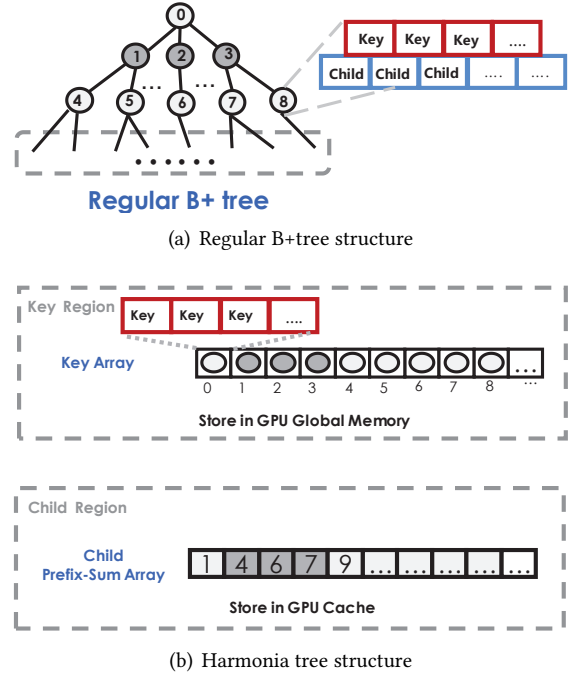 0
Key Key Key ....
1 2 3
Child Child Child .... ....
... ...
4 5 6 7 8
......
Regular B+ tree
(a) Regular B+tree structure
Key Region
Key Key Key ....
Key Array
...
0 1 2 3 4 5 6 7 8 ...
Store in GPU Global Memory
Child Region
Child
Prefix-Sum Array
1 4 6 7 9 ... ... ... ... ...
Store in GPU Cache
(b) Harmonia tree structure